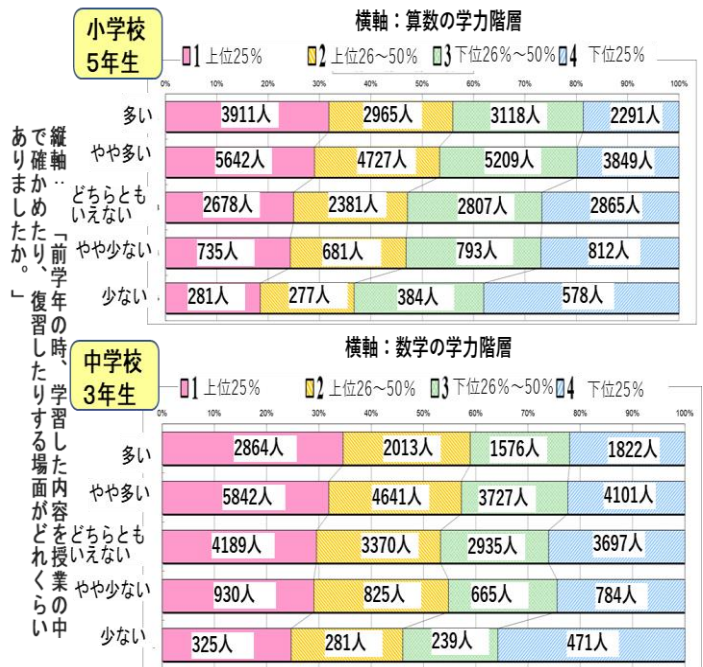 小学校
5年生
横軸：算数の学力階層
1 上位25%
2 上位26～50%
3 下位26%～50%
4 下位25%
0% 10% 20% 30% 40% 50% 60% 70% 80% 90% 100%
多い 3911人 2965人 3118人 2291人
やや多い 5642人 4727人 5209人 3849人
どちらとも
いえない 2678人 2381人 2807人 2865人
やや少ない 735人 681人 793人 812人
少ない 281人 277人 384人 578人
縦軸：「前学年の時、学習した内容を授業の中
で確かめたり、復習したりする場面がどれくらい
ありましたか。」
中学校
3年生
横軸：数学の学力階層
1 上位25%
2 上位26～50%
3 下位26%～50%
4 下位25%
0% 10% 20% 30% 40% 50% 60% 70% 80% 90% 100%
多い 2864人 2013人 1576人 1822人
やや多い 5842人 4641人 3727人 4101人
どちらとも
いえない 4189人 3370人 2935人 3697人
やや少ない 930人 825人 665人 784人
少ない 325人 281人 239人 471人